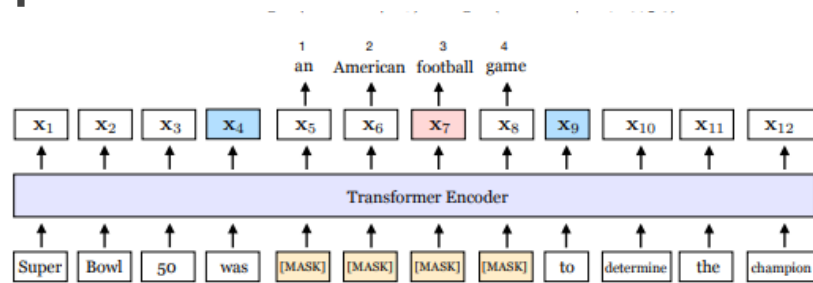 1 2 3 4
an American football game
x1 x2 x3 x4 x5 x6 x7 x8 x9 x10 x11 x12
Transformer Encoder
Super Bowl 50 was [MASK] [MASK] [MASK] [MASK] to determine the champion